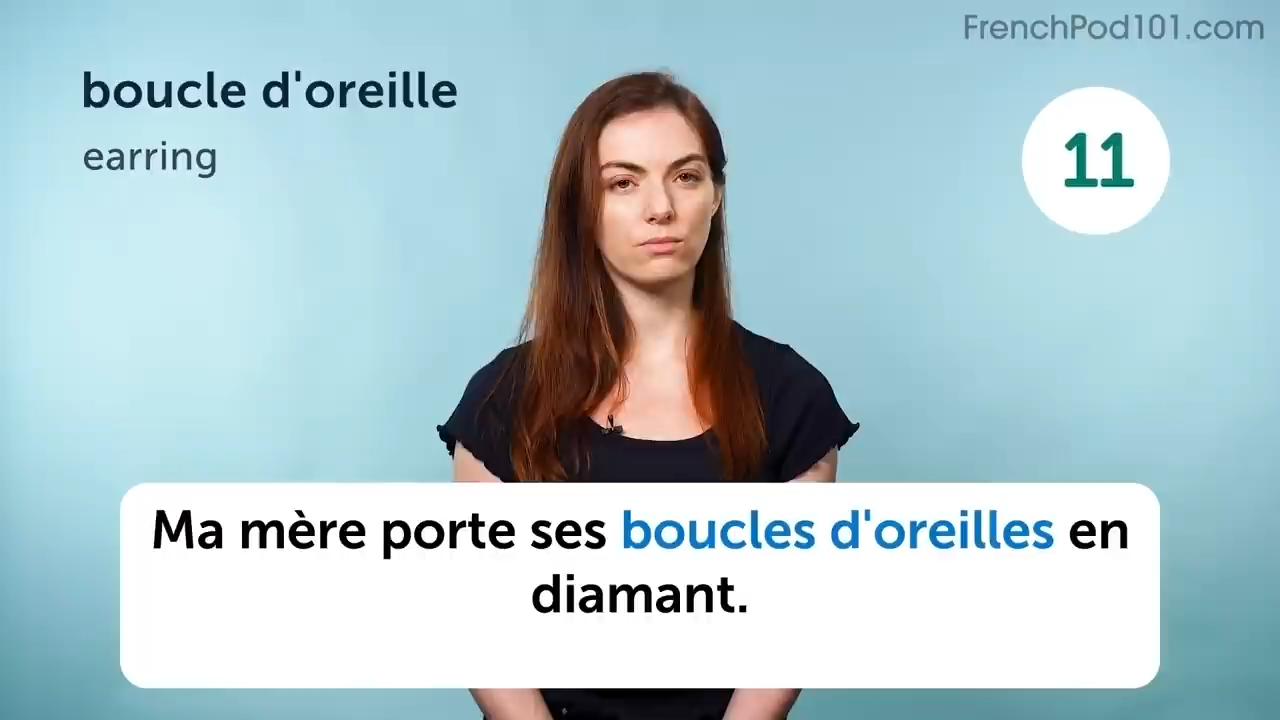 FrenchPod101.com
boucle d'oreille
earring
11
Ma mère porte ses boucles d'oreilles en
diamant.